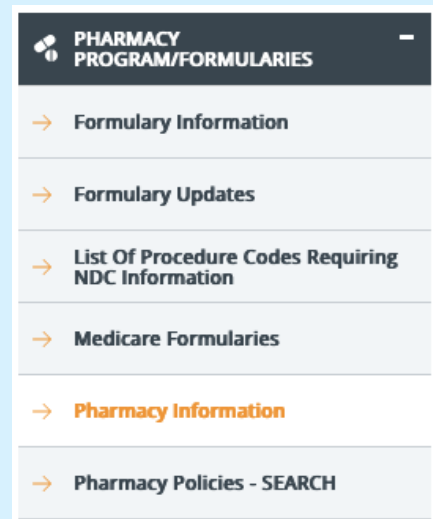 PHARMACY
PROGRAM/FORMULARIES
Formulary Information
Formulary Updates
List Of Procedure Codes Requiring
NDC Information
Medicare Formularies
Pharmacy Information
Pharmacy Policies - SEARCH